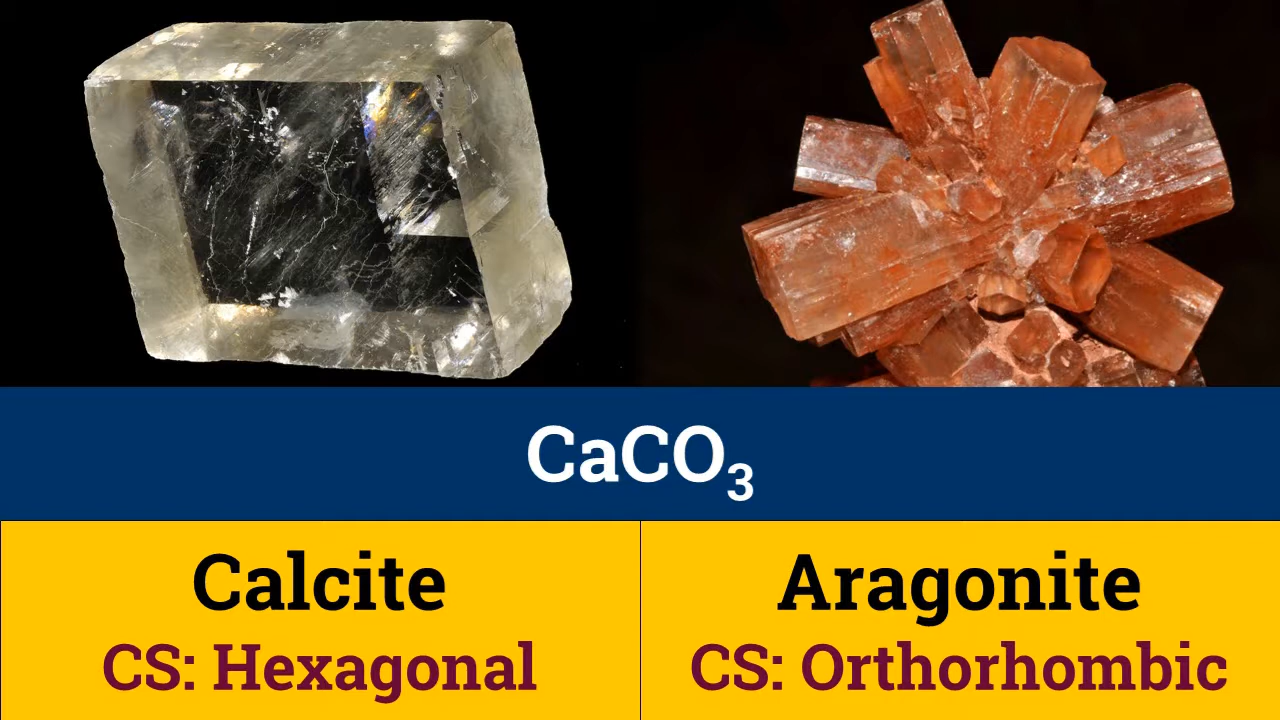 CaCO₃
Calcite
Aragonite
CS: Hexagonal
CS: Orthorhombic